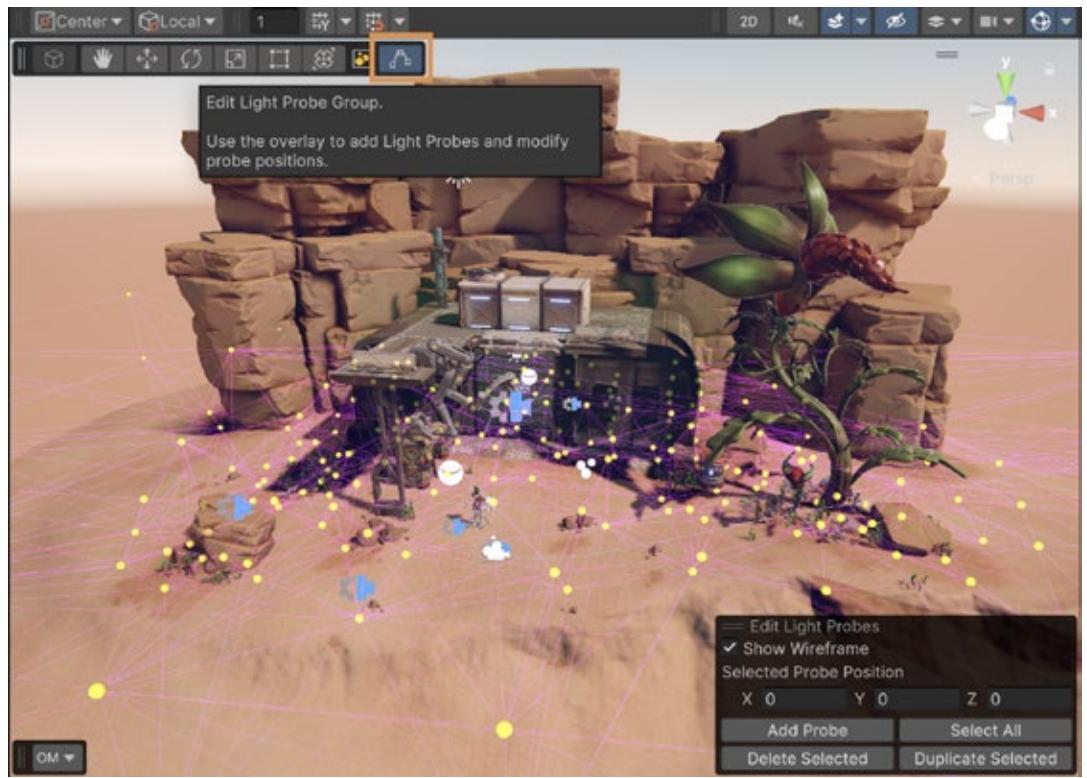 Center Local 1 2D
Edit Light Probe Group.
Use the overlay to add Light Probes and modify
probe positions.
y
x
Persp
Edit Light Probes
Show Wireframe
Selected Probe Position
X 0 Y 0 Z 0
Add Probe Select All
Delete Selected Duplicate Selected
OM